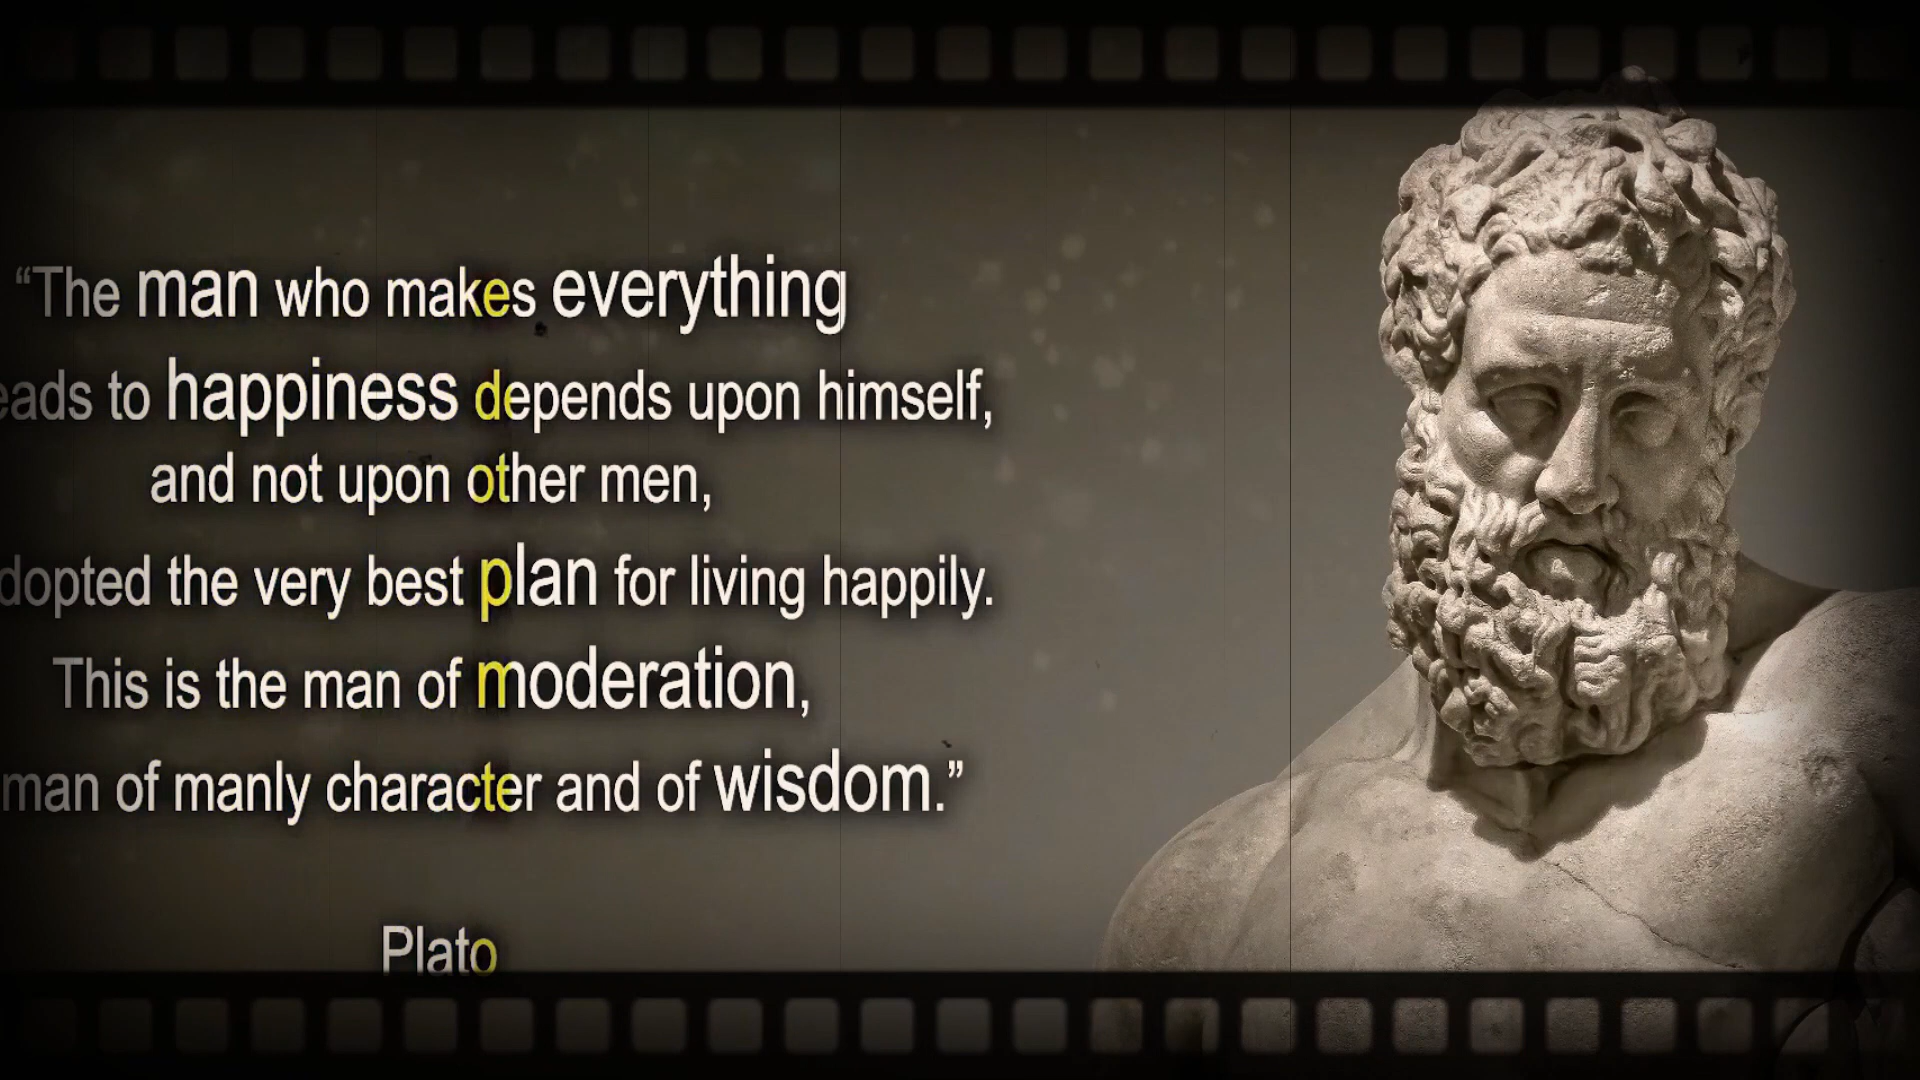 “The man who makes everything
eads to happiness depends upon himself,
and not upon other men,
dopted the very best plan for living happily.
This is the man of moderation,
man of manly character and of wisdom.”
Plato